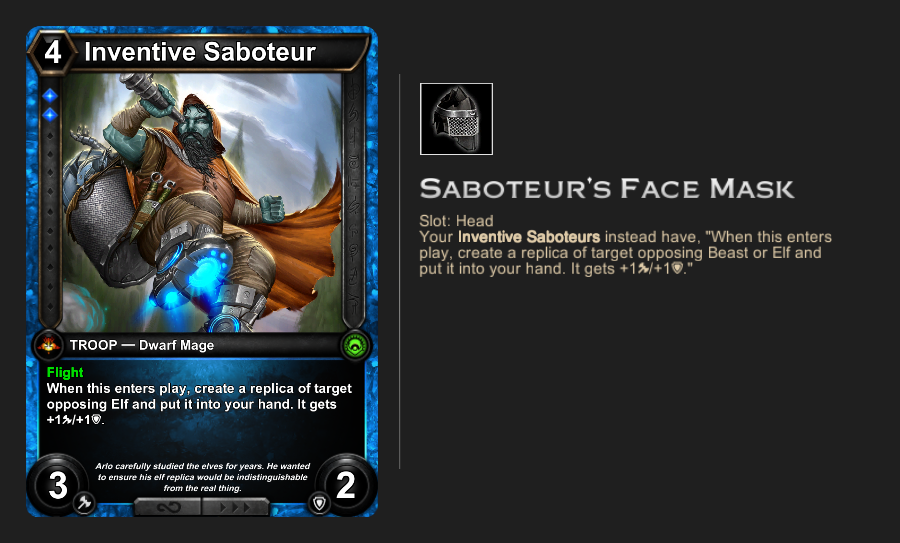 4 Inventive Saboteur
TROOP — Dwarf Mage
Flight
When this enters play, create a replica of target
opposing Elf and put it into your hand. It gets
+1/+1.
Arlo carefully studied the elves for years. He wanted
to ensure his elf replica would be indistinguishable
from the real thing.
3
2
SABOTEUR'S FACE MASK
Slot: Head
Your Inventive Saboteurs instead have, "When this enters
play, create a replica of target opposing Beast or Elf and
put it into your hand. It gets +1/+1."